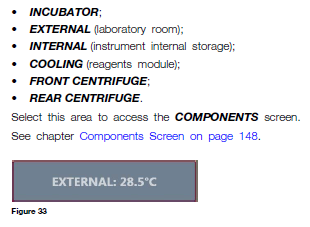 • INCUBATOR;
• EXTERNAL (laboratory room);
• INTERNAL (instrument internal storage);
• COOLING (reagents module);
• FRONT CENTRIFUGE;
• REAR CENTRIFUGE.
Select this area to access the COMPONENTS screen.
See chapter Components Screen on page 148.
EXTERNAL: 28.5°C
Figure 33